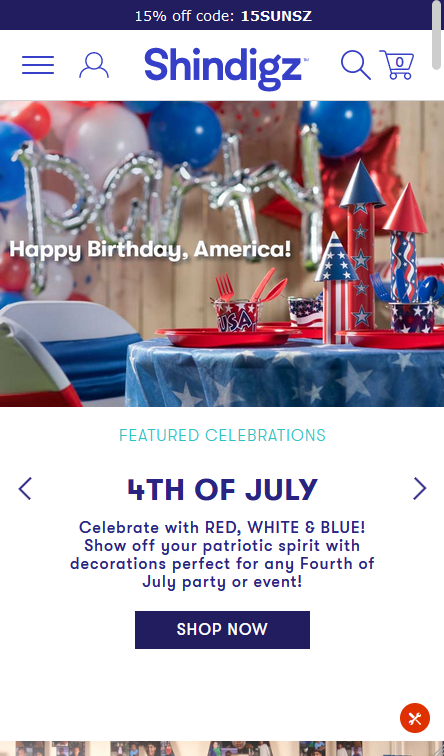 15% off code: 15SUNSZ
Shindigz™
0
party
Happy Birthday, America!
USA
FEATURED CELEBRATIONS
4TH OF JULY
Celebrate with RED, WHITE & BLUE!
Show off your patriotic spirit with
decorations perfect for any Fourth of
July party or event!
SHOP NOW